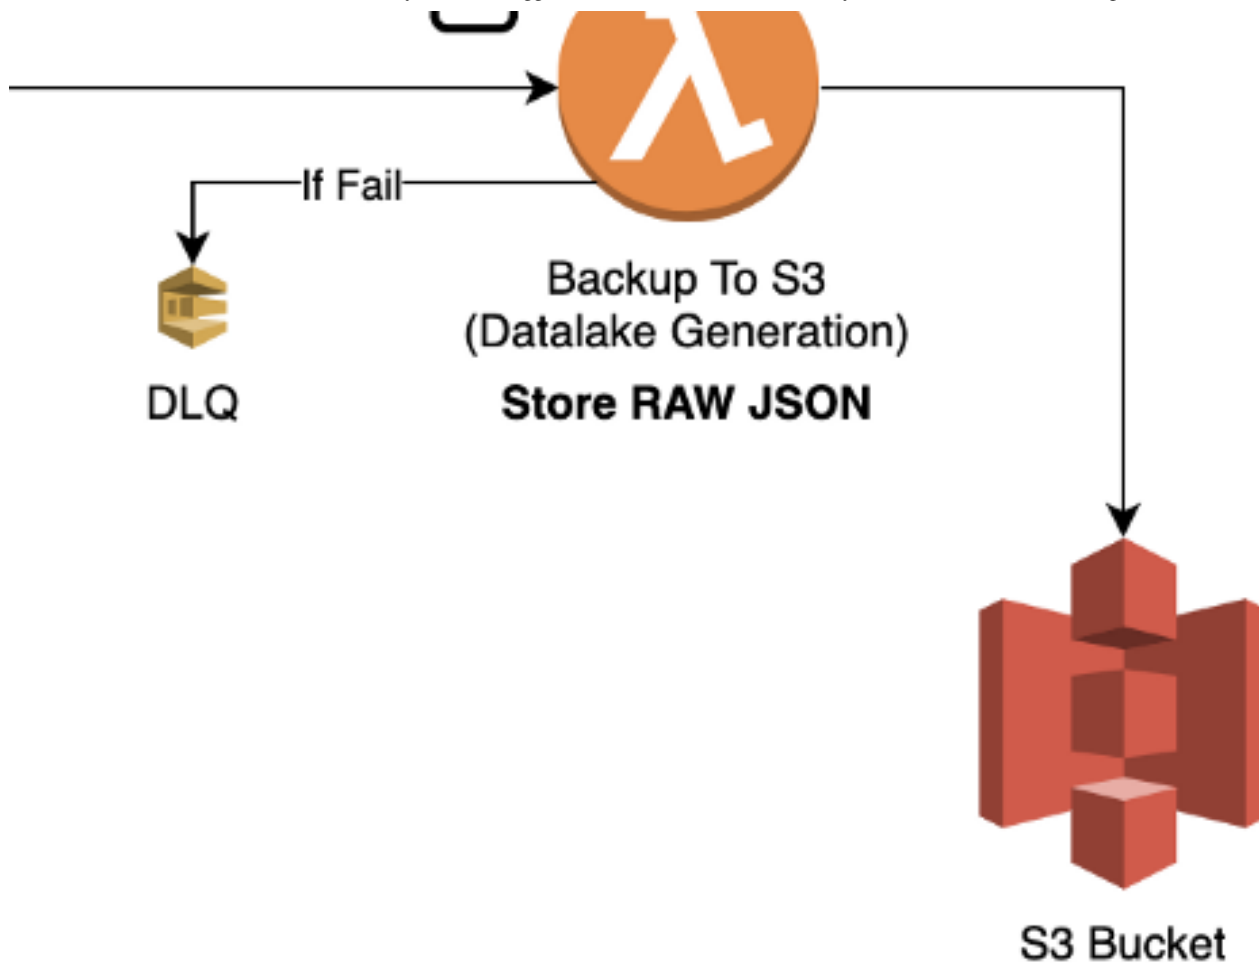 If Fail
Backup To S3
(Datalake Generation)
Store RAW JSON
DLQ
S3 Bucket